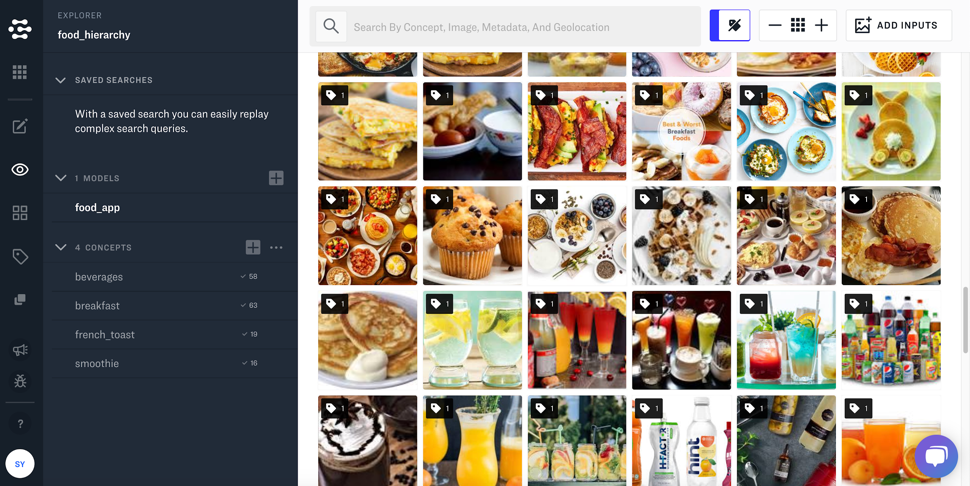 EXPLORER
food_hierarchy
SAVED SEARCHES
With a saved search you can easily replay
complex search queries.
1 MODELS
food_app
4 CONCEPTS
beverages
58
breakfast
63
french_toast
19
smoothie
16
?
SY
Search By Concept, Image, Metadata, And Geolocation
ADD INPUTS
1
1
1
1
1
1
Best & Worst
Breakfast
Foods
1
1
1
1
1
1
1
1
1
1
1
1
pepsi
1
1
1
1
1
1
H·FACTOR
hint